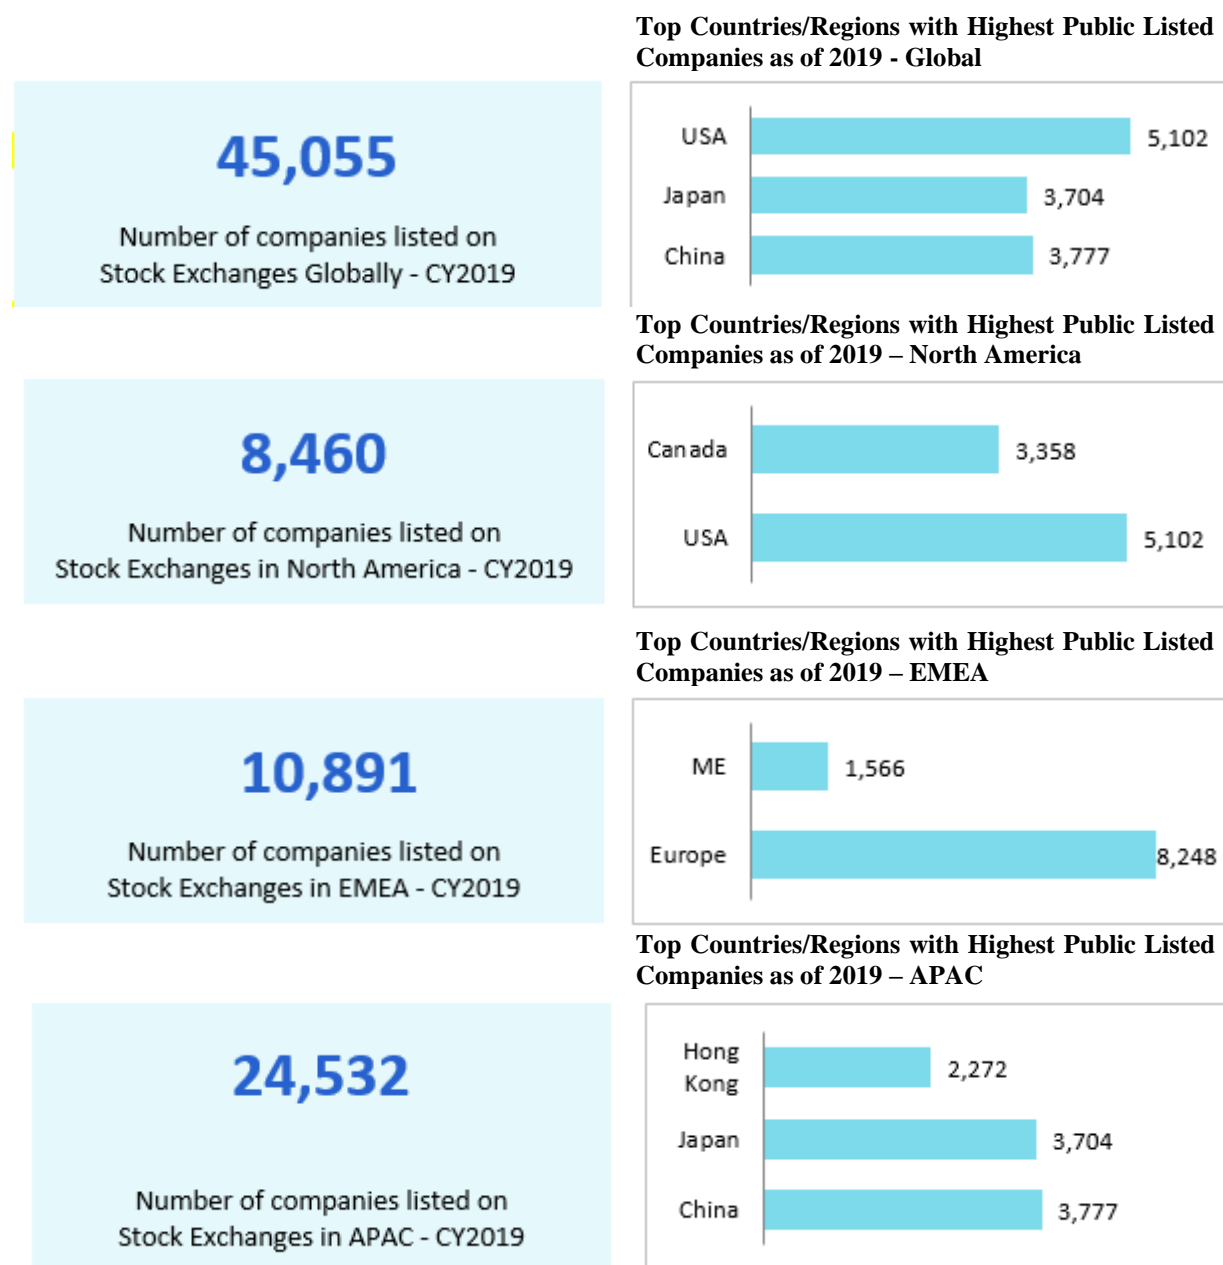 Top Countries/Regions with Highest Public Listed
Companies as of 2019 - Global
45,055
Number of companies listed on
Stock Exchanges Globally - CY2019
USA
5,102
Japan
3,704
China
3,777
Top Countries/Regions with Highest Public Listed
Companies as of 2019 – North America
8,460
Number of companies listed on
Stock Exchanges in North America - CY2019
Canada
3,358
USA
5,102
Top Countries/Regions with Highest Public Listed
Companies as of 2019 – EMEA
10,891
Number of companies listed on
Stock Exchanges in EMEA - CY2019
ME
1,566
Europe
8,248
Top Countries/Regions with Highest Public Listed
Companies as of 2019 – APAC
24,532
Number of companies listed on
Stock Exchanges in APAC - CY2019
Hong
Kong
2,272
Japan
3,704
China
3,777